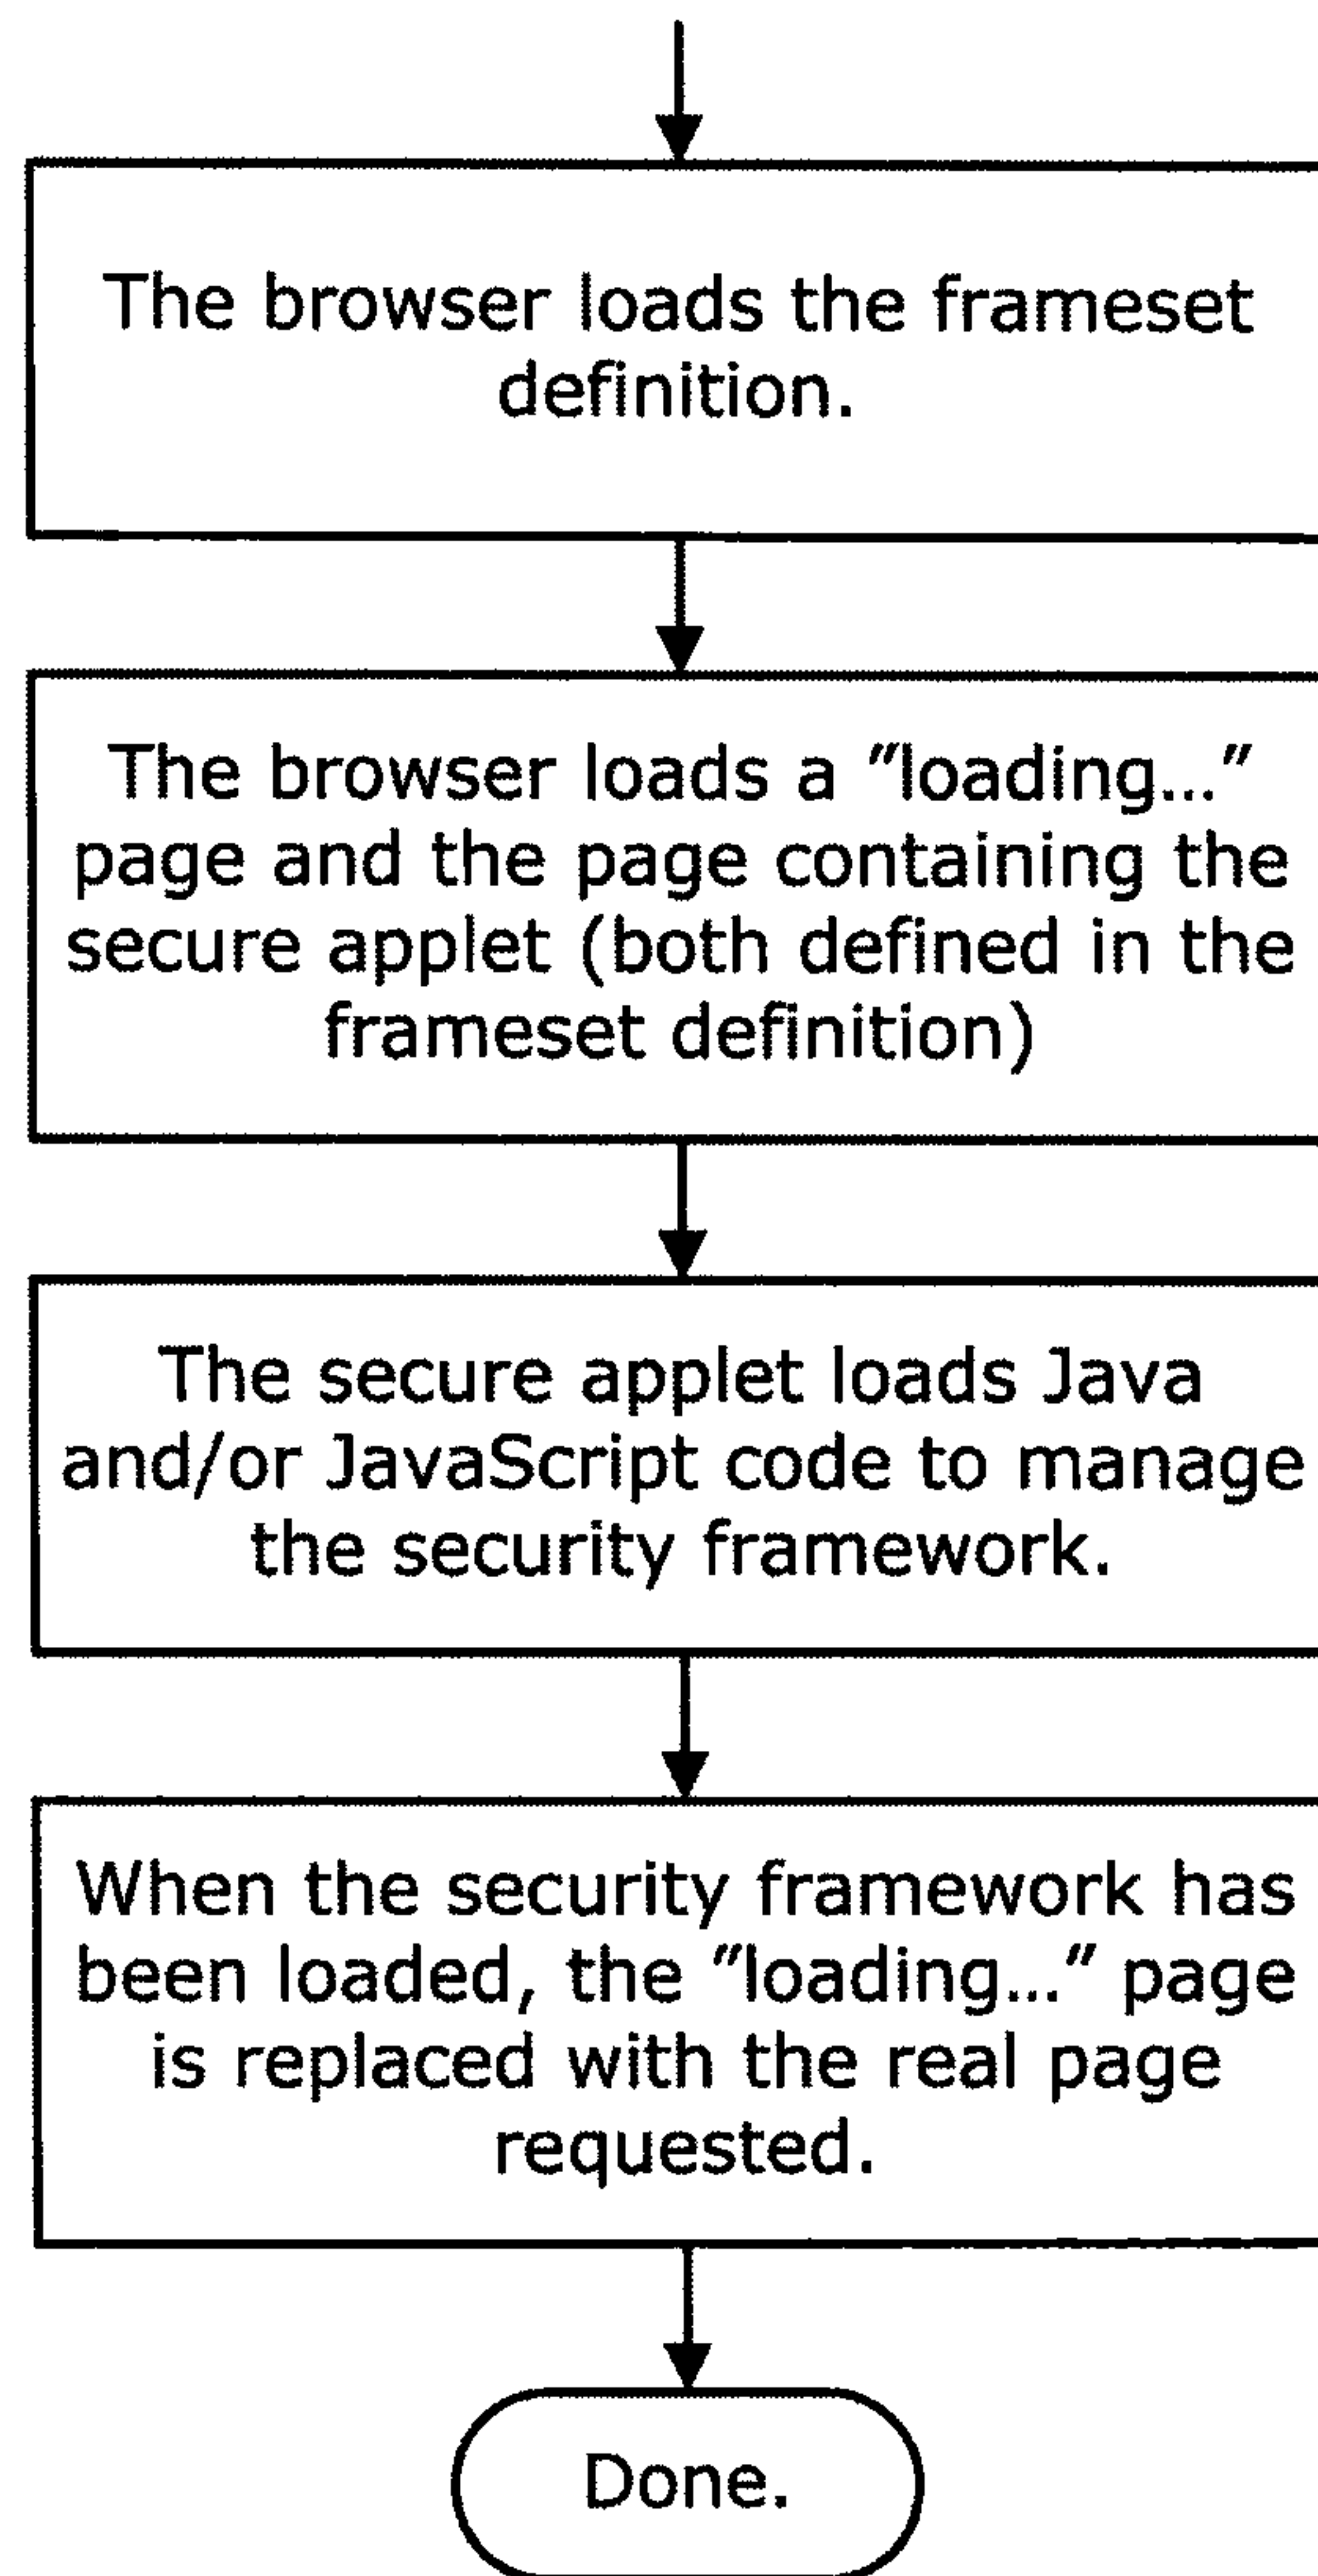 The browser loads the frameset
definition.
The browser loads a "loading..."
page and the page containing the
secure applet (both defined in the
frameset definition)
The secure applet loads Java
and/or JavaScript code to manage
the security framework.
When the security framework has
been loaded, the "loading..." page
is replaced with the real page
requested.
Done.